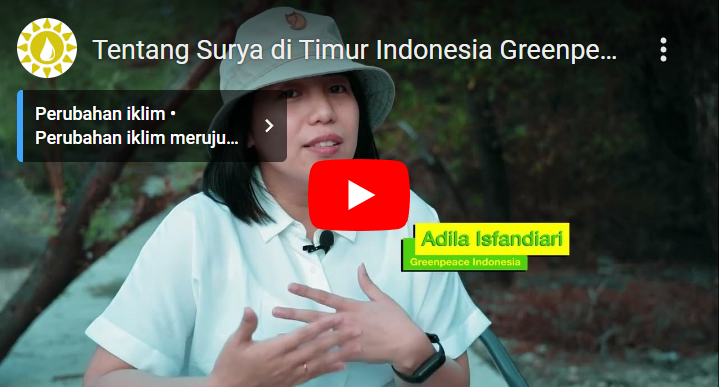 Tentang Surya di Timur Indonesia Greenpe...
Perubahan iklim •
Perubahan iklim meruju...
Adila Isfandiari
Greenpeace Indonesia